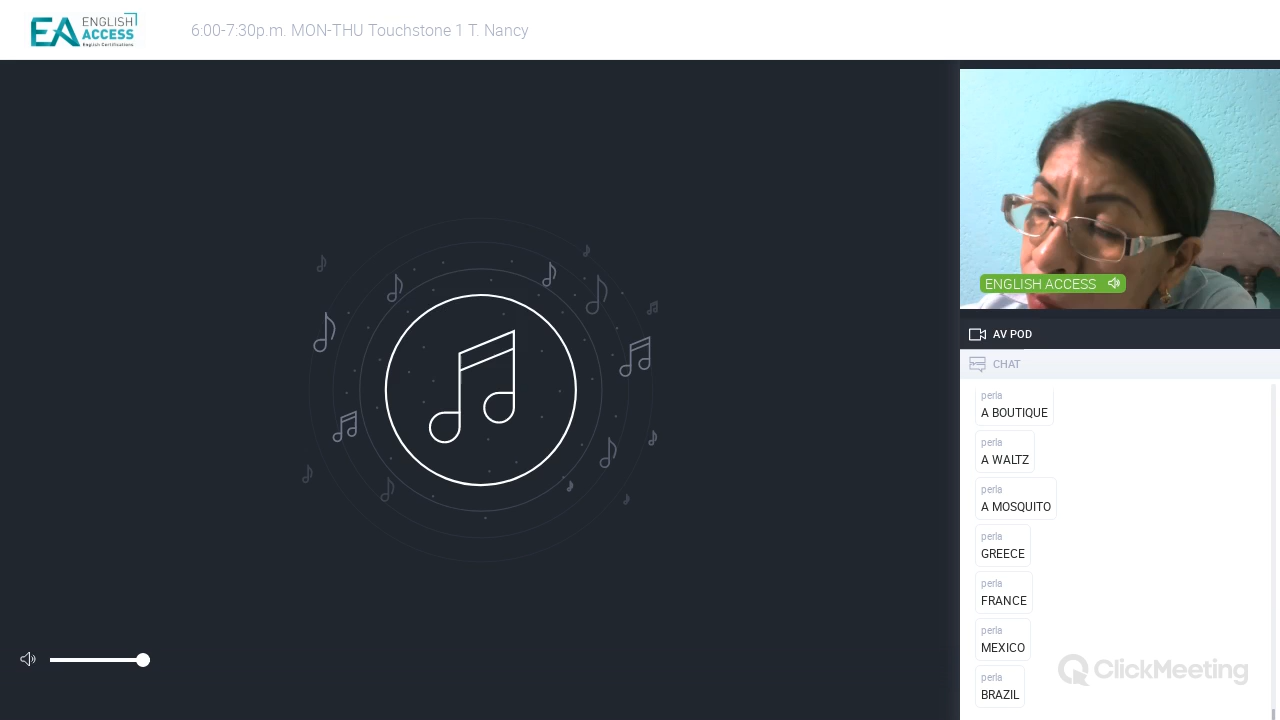 EA ENGLISH ACCESS
English Certifications
6:00-7:30p.m. MON-THU Touchstone 1 T. Nancy
ENGLISH ACCESS
AV POD
CHAT
perla
A BOUTIQUE
perla
A WALTZ
perla
A MOSQUITO
perla
GREECE
perla
FRANCE
perla
MEXICO
perla
BRAZIL
ClickMeeting